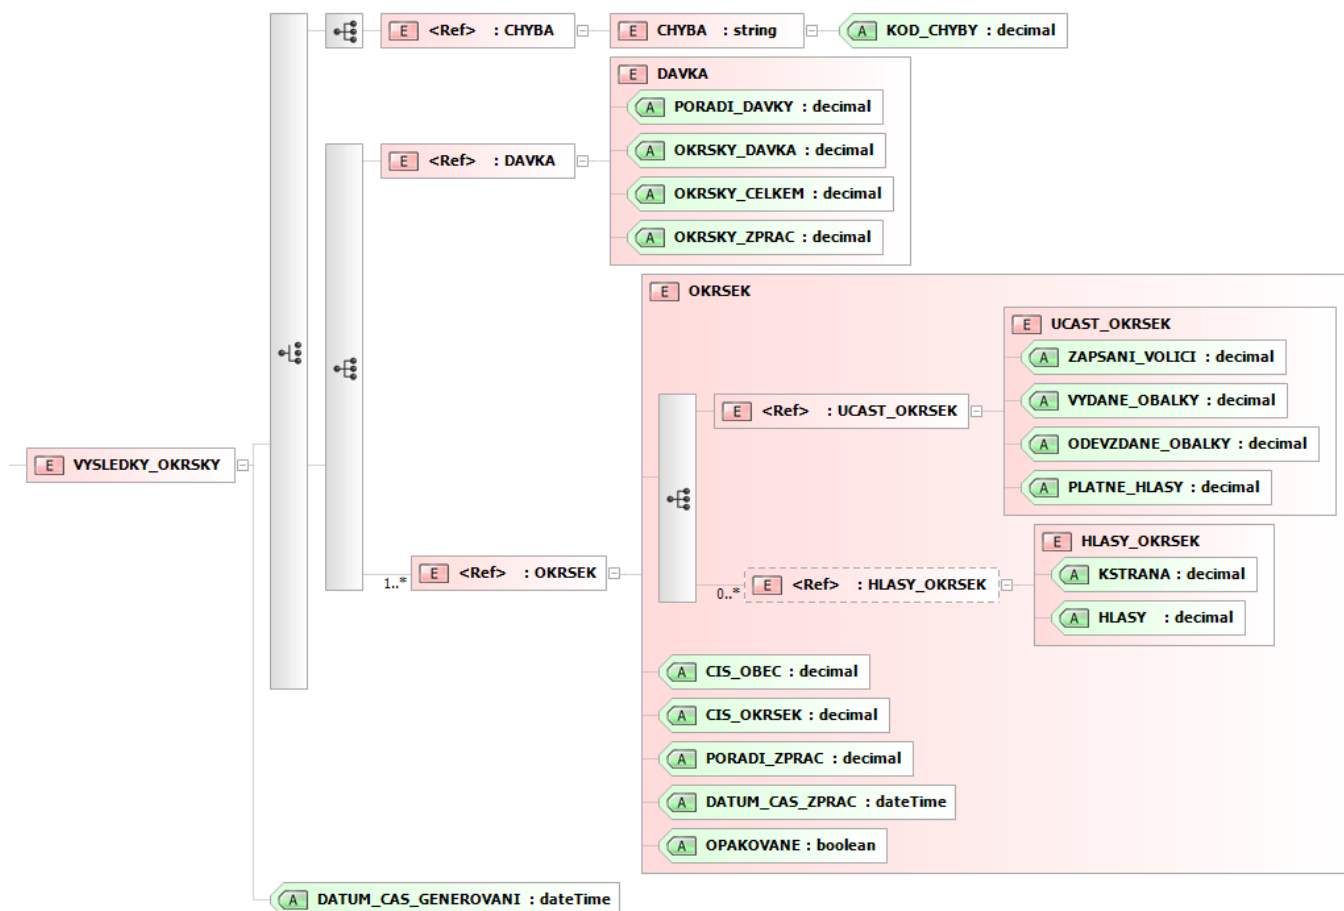 E <Ref> : CHYBA
E CHYBA : string
A KOD_CHYBY : decimal
E DAVKA
A PORADI_DAVKY : decimal
A OKRSKY_DAVKA : decimal
E <Ref> : DAVKA
A OKRSKY_CELKEM : decimal
A OKRSKY_ZPRAC : decimal
E OKRSEK
E UCAST_OKRSEK
A ZAPSANI_VOLICI : decimal
A VYDANE_OBALKY : decimal
E <Ref> : UCAST_OKRSEK
A ODEVZDANE_OBALKY : decimal
A PLATNE_HLASY : decimal
E VYSLEDKY_OKRSKY
E HLASY_OKRSEK
A KSTRANA : decimal
1..* E <Ref> : OKRSEK
0..* E <Ref> : HLASY_OKRSEK
A HLASY : decimal
A CIS_OBEC : decimal
A CIS_OKRSEK : decimal
A PORADI_ZPRAC : decimal
A DATUM_CAS_ZPRAC : dateTime
A OPAKOVANE : boolean
A DATUM_CAS_GENEROVANI : dateTime